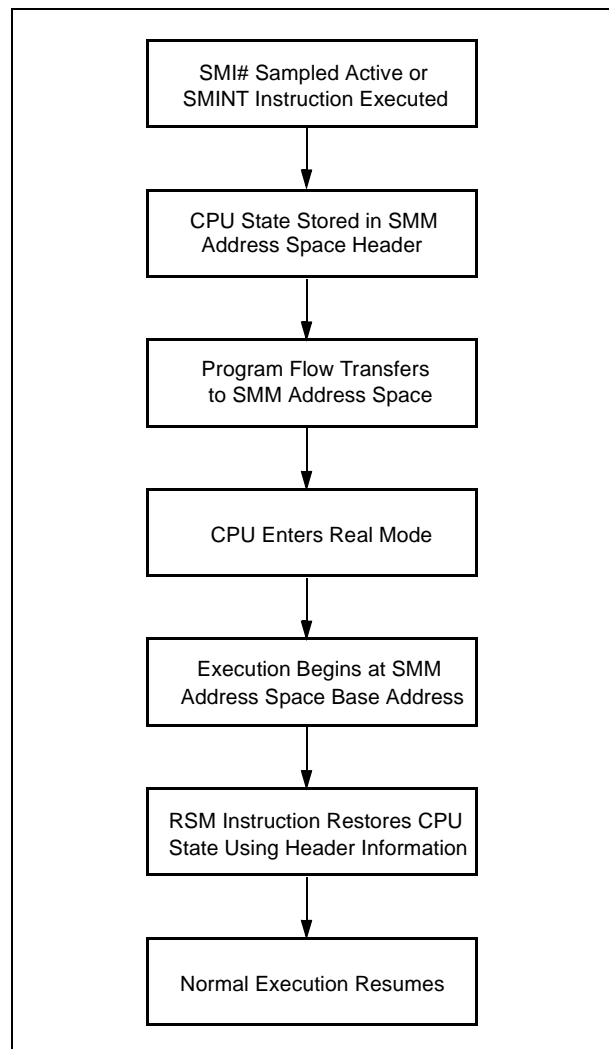 SMI# Sampled Active or
SMINT Instruction Executed
CPU State Stored in SMM
Address Space Header
Program Flow Transfers
to SMM Address Space
CPU Enters Real Mode
Execution Begins at SMM
Address Space Base Address
RSM Instruction Restores CPU
State Using Header Information
Normal Execution Resumes